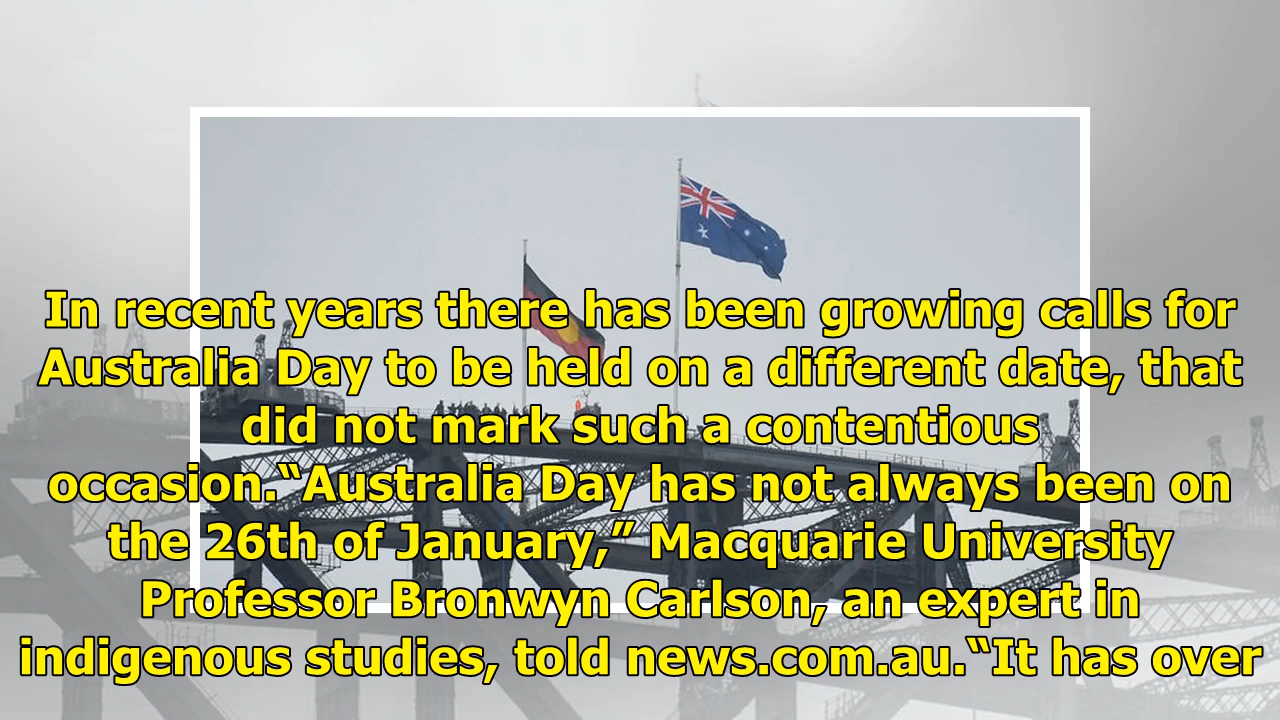 In recent years there has been growing calls for
Australia Day to be held on a different date, that
did not mark such a contentious
occasion.“Australia Day has not always been on
the 26th of January,” Macquarie University
Professor Bronwyn Carlson, an expert in
indigenous studies, told news.com.au.“It has over